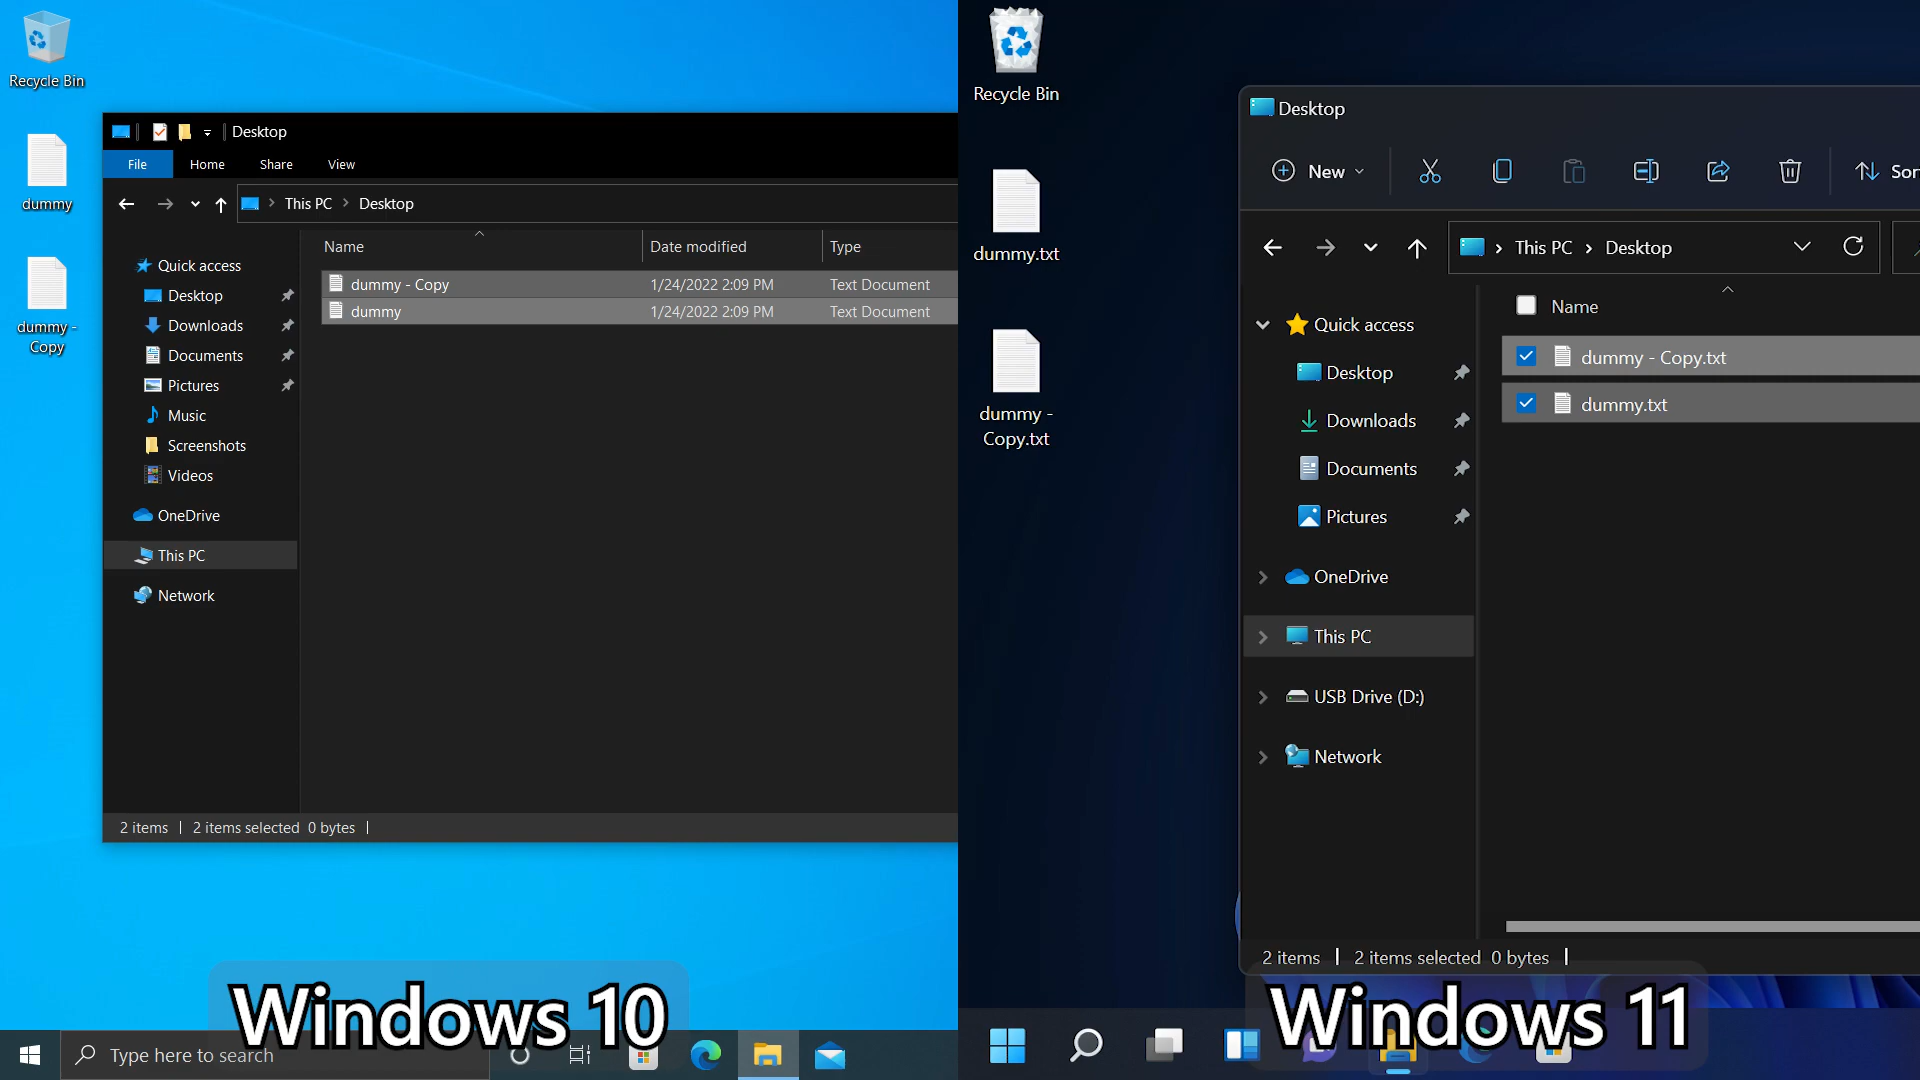 Recycle Bin
dummy
dummy -
Copy
Desktop
File Home Share View
This PC Desktop
Name Date modified Type
Quick access
Desktop
Downloads
Documents
Pictures
Music
Screenshots
Videos
OneDrive
This PC
Network
dummy - Copy 1/24/2022 2:09 PM Text Document
dummy 1/24/2022 2:09 PM Text Document
2 items 2 items selected 0 bytes
Windows 10
Type here to search
Recycle Bin
dummy.txt
dummy -
Copy.txt
Desktop
New Sor
This PC Desktop
Name
Quick access
Desktop
Downloads
Documents
Pictures
OneDrive
This PC
USB Drive (D:)
Network
dummy - Copy.txt
dummy.txt
2 items 2 items selected 0 bytes
Windows 11